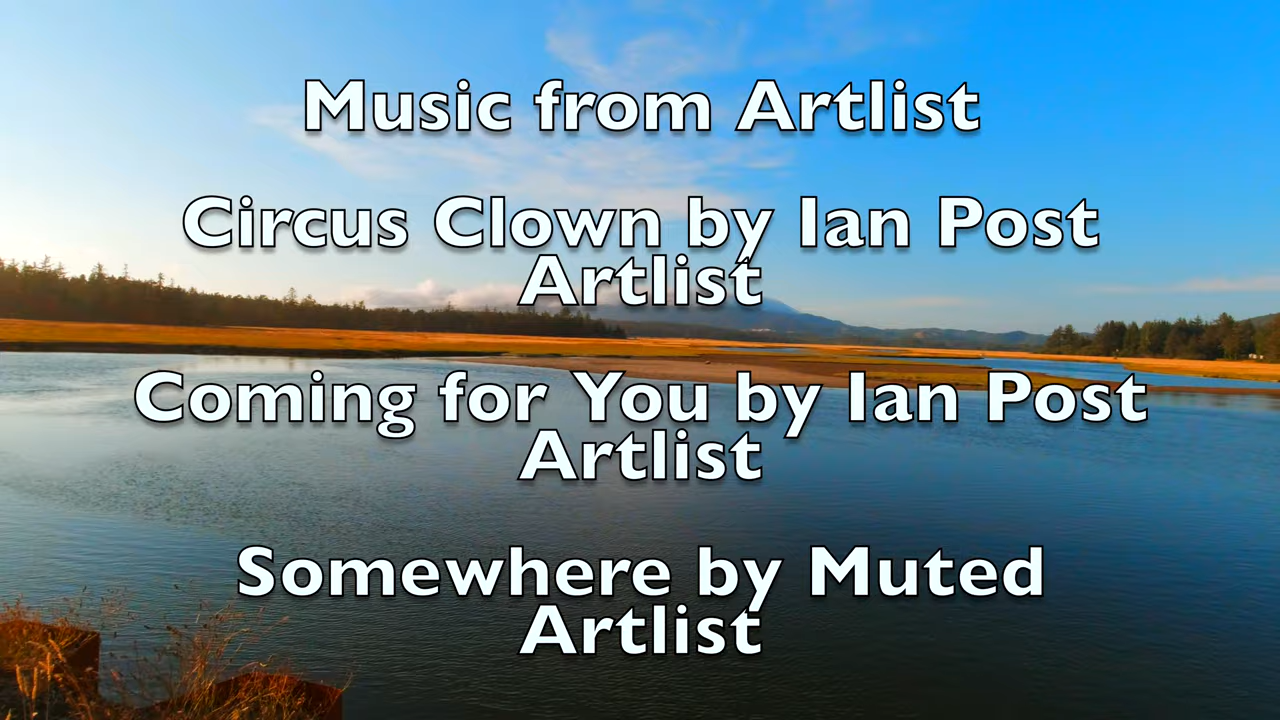 Music from Artlist
Circus Clown by Ian Post
Artlist
Coming for You by Ian Post
Artlist
Somewhere by Muted
Artlist